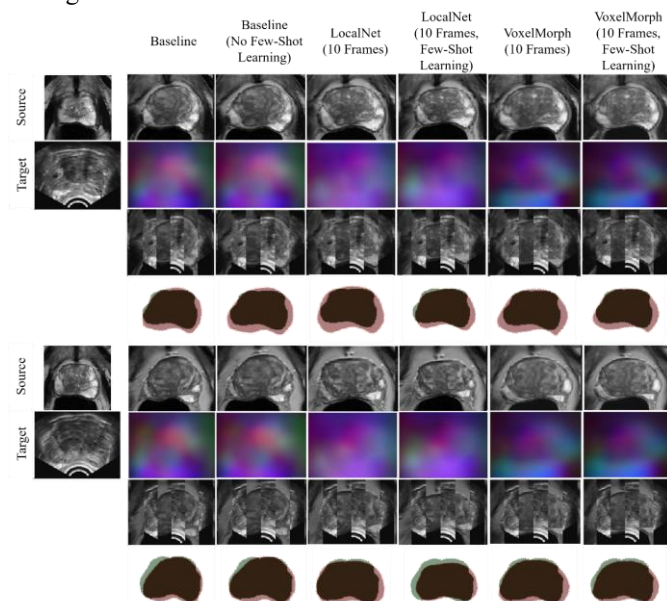 Baseline
Baseline
(No Few-Shot
Learning)
LocalNet
(10 Frames)
LocalNet
(10 Frames,
Few-Shot
Learning)
VoxelMorph
(10 Frames)
VoxelMorph
(10 Frames,
Few-Shot
Learning)
Source
Target
Source
Target